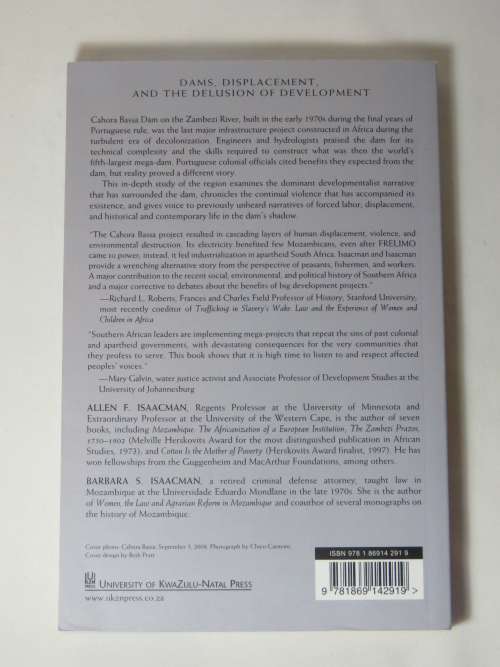 DAMS, DISPLACEMENT,
AND THE DELUSION OF DEVELOPMENT
Cahora Bassa Dam on the Zambezi River, built in the early 1970s during the final years of
Portuguese rule, was the last major infrastructure project constructed in Africa during the
turbulent era of decolonization. Engineers and hydrologists praised the dam for its
technical complexity and the skills required to construct what was then the world's
fifth-largest mega-dam. Portuguese colonial officials cited benefits they expected from the
dam, but reality proved a different story.
This in-depth study of the region examines the dominant developmentalist narrative
that has surrounded the dam, chronicles the continual violence that has accompanied its
existence, and gives voice to previously unheard narratives of forced labor, displacement,
and historical and contemporary life in the dam's shadow.
"The Cahora Bassa project resulted in cascading layers of human displacement, violence, and
environmental destruction. Its electricity benefited few Mozambicans, even after FRELIMO
came to power; instead, it fed industrialization in apartheid South Africa. Isaacman and Isaacman
provide a wrenching alternative story from the perspective of peasants, fishermen, and workers.
A major contribution to the recent social, environmental, and political history of Southern Africa
and a major corrective to debates about the benefits of big development projects."
—Richard L. Roberts, Frances and Charles Field Professor of History, Stanford University;
most recently coeditor of Trafficking in Slavery's Wake: Law and the Experience of Women and
Children in Africa
"Southern African leaders are implementing mega-projects that repeat the sins of past colonial
and apartheid governments, with devastating consequences for the very communities that
they profess to serve. This book shows that it is high time to listen to and respect affected
peoples' voices."
—Mary Galvin, water justice activist and Associate Professor of Development Studies at the
University of Johannesburg
ALLEN F. ISAACMAN, Regents Professor at the University of Minnesota and
Extraordinary Professor at the University of the Western Cape, is the author of seven
books, including Mozambique: The Africanization of a European Institution, The Zambezi Prazos,
1750–1902 (Melville Herskovits Award for the most distinguished publication in African
Studies, 1973), and Cotton Is the Mother of Poverty (Herskovits Award finalist, 1997). He has
won fellowships from the Guggenheim and MacArthur Foundations, among others.
BARBARA S. ISAACMAN, a retired criminal defense attorney, taught law in
Mozambique at the Universidade Eduardo Mondlane in the late 1970s. She is the author
of Women, the Law and Agrarian Reform in Mozambique and coauthor of several monographs on
the history of Mozambique.
Cover photo: Cahora Bassa, September 3, 2008. Photograph by Chico Carneiro.
Cover design by Beth Pratt
UNIVERSITY OF KWAZULU-NATAL PRESS
www.ukznpress.co.za
ISBN 978 1 86914 291 9
9 781869 142919 >